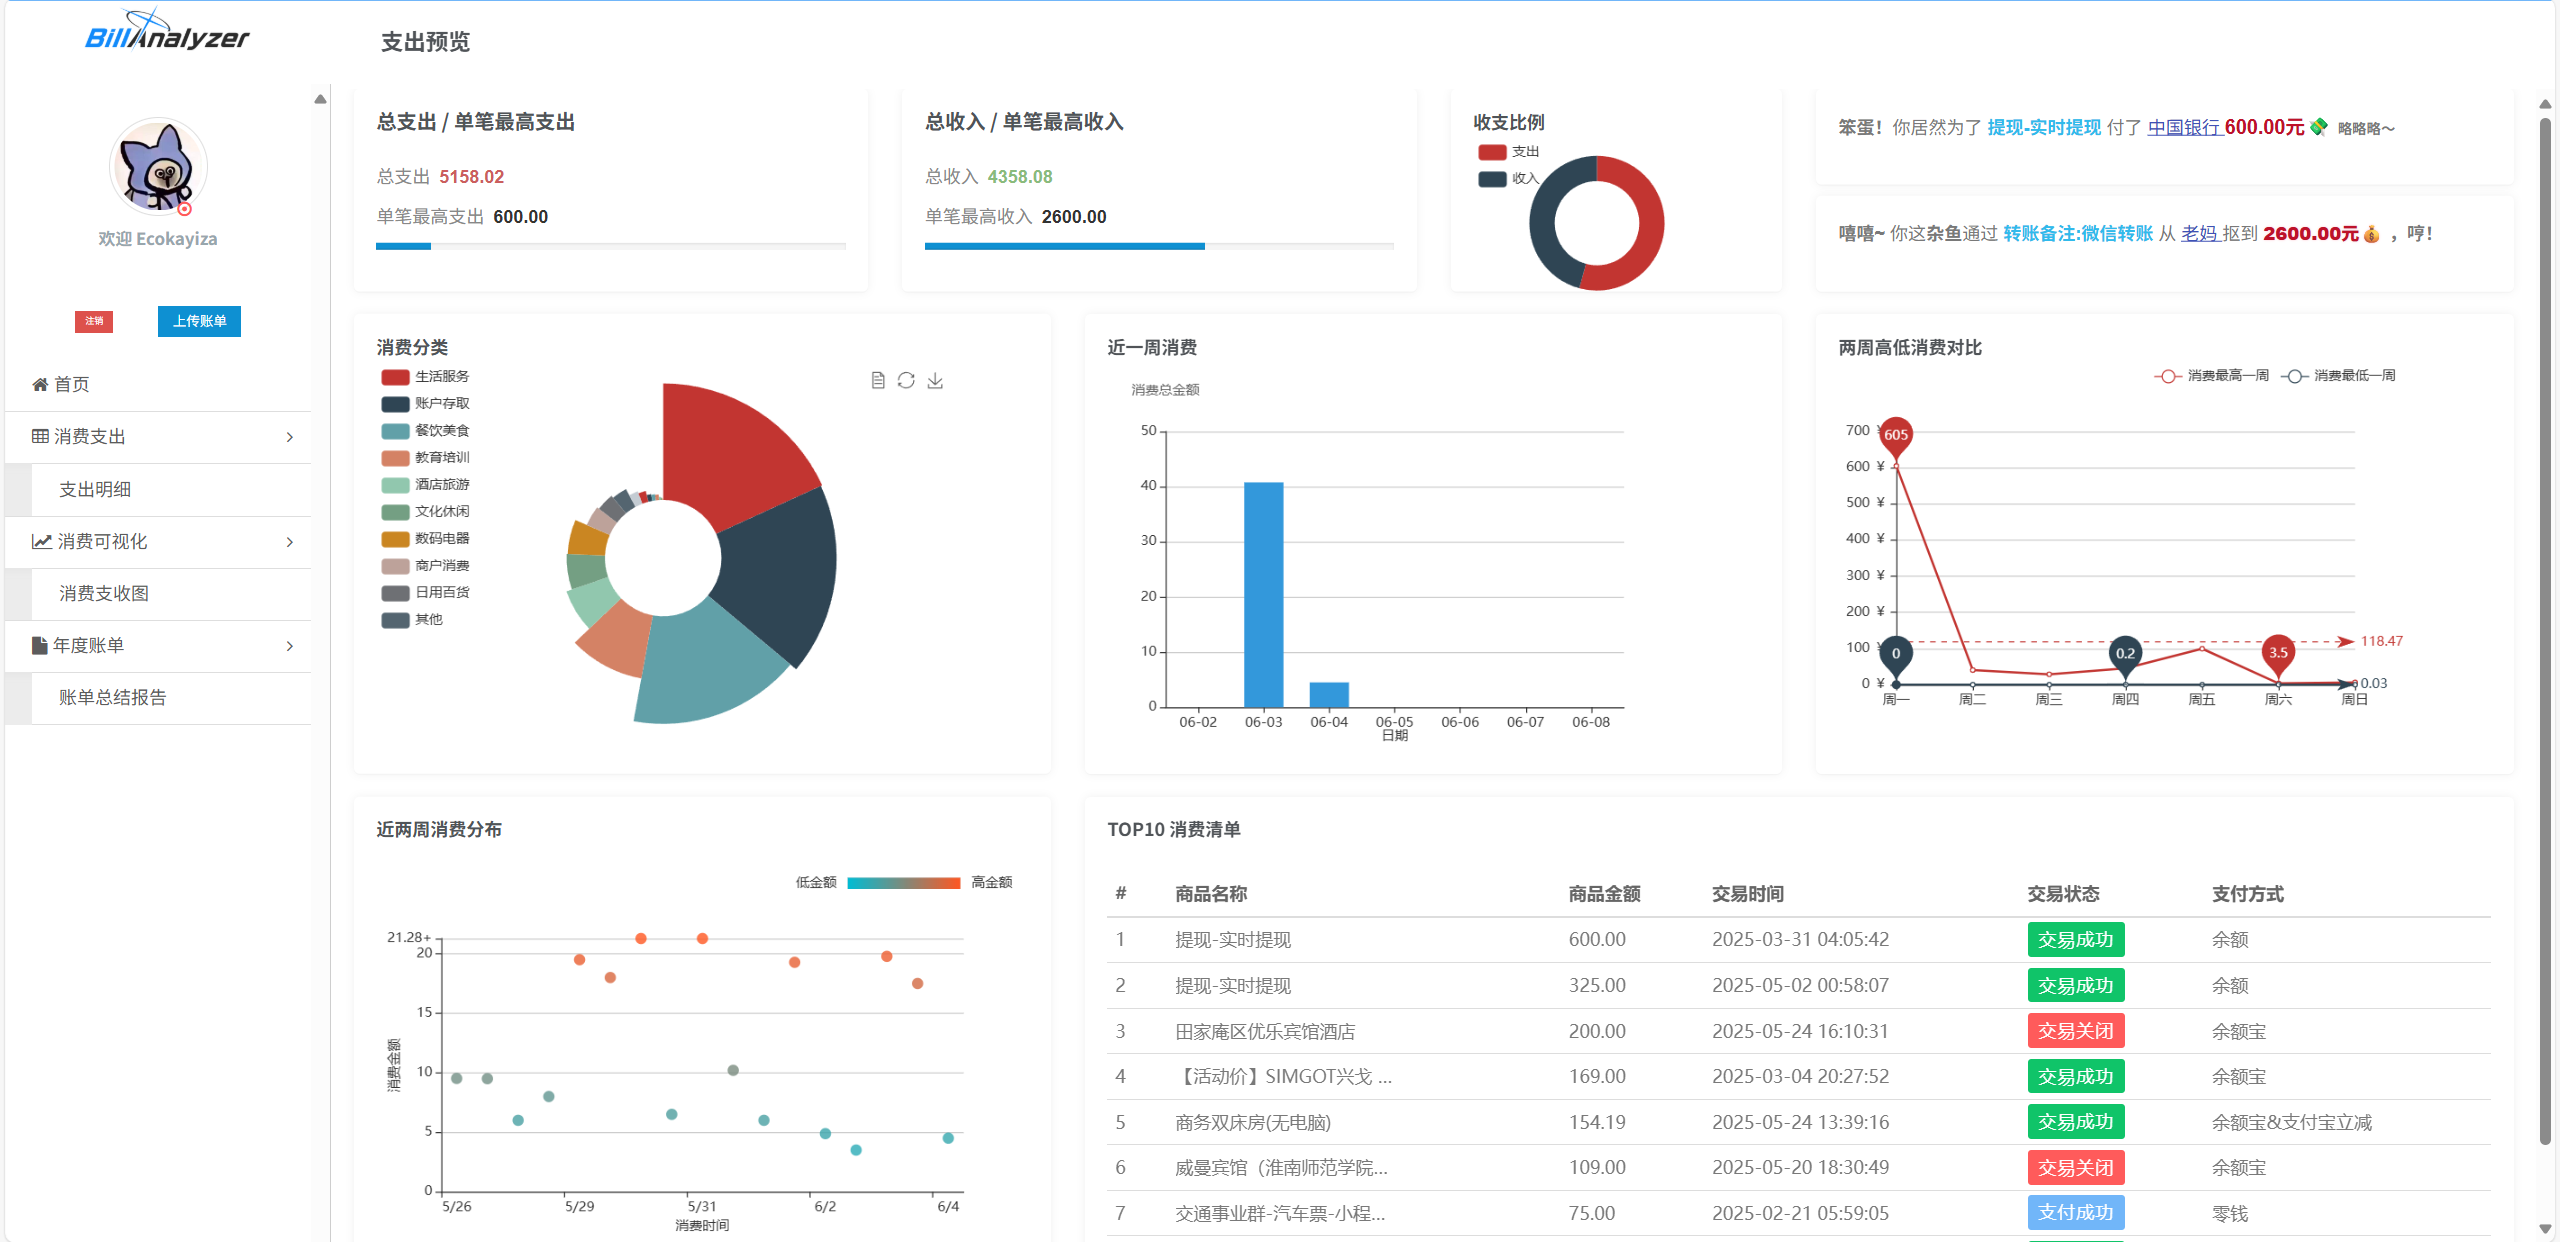 BillAnalyzer
支出预览
欢迎 Ecokayiza
注销
上传账单
首页
消费支出
支出明细
消费可视化
消费支收图
年度账单
账单总结报告
总支出 / 单笔最高支出
总支出 5158.02
单笔最高支出 600.00
总收入 / 单笔最高收入
总收入 4358.08
单笔最高收入 2600.00
收支比例
支出
收入
笨蛋！你居然为了 提现-实时提现 付了 中国银行 600.00元💸 略略略～
嘻嘻~ 你这杂鱼通过 转账备注:微信转账 从 老妈 抠到 2600.00元💰 ，哼！
消费分类
生活服务
账户存取
餐饮美食
教育培训
酒店旅游
文化休闲
数码电器
商户消费
日用百货
其他
近一周消费
消费总金额
50
40
30
20
10
0
06-02 06-03 06-04 06-05 06-06 06-07 06-08
日期
两周高低消费对比
消费最高一周 消费最低一周
700 ¥
600 ¥
500 ¥
400 ¥
300 ¥
200 ¥
100 ¥
0 ¥
605
0
0.2
3.5
118.47
0.03
周一 周二 周三 周四 周五 周六 周日
近两周消费分布
低金额 高金额
21.28+
20
15
10
5
0
消费金额
5/26 5/29 5/31 6/2 6/4
消费时间
TOP10 消费清单
# 商品名称 商品金额 交易时间 交易状态 支付方式
1 提现-实时提现 600.00 2025-03-31 04:05:42 交易成功 余额
2 提现-实时提现 325.00 2025-05-02 00:58:07 交易成功 余额
3 田家庵区优乐宾馆酒店 200.00 2025-05-24 16:10:31 交易关闭 余额宝
4 【活动价】SIMGOT兴戈 ... 169.00 2025-03-04 20:27:52 交易成功 余额宝
5 商务双床房(无电脑) 154.19 2025-05-24 13:39:16 交易成功 余额宝&支付宝立减
6 威曼宾馆（淮南师范学院... 109.00 2025-05-20 18:30:49 交易关闭 余额宝
7 交通事业群-汽车票-小程... 75.00 2025-02-21 05:59:05 支付成功 零钱